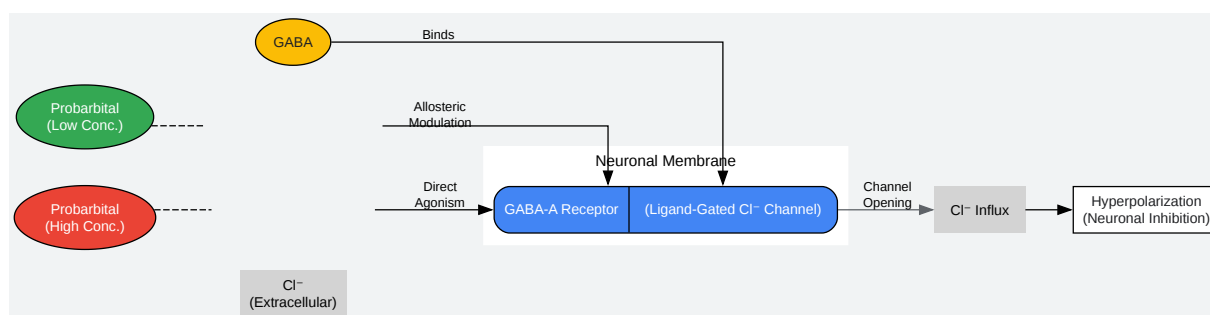 GABA
Binds
Probarbital
(Low Conc.)
Allosteric
Modulation
Neuronal Membrane
Probarbital
(High Conc.)
Direct
Agonism
GABA-A Receptor
(Ligand-Gated Cl⁻ Channel)
Channel
Opening
Cl⁻ Influx
Hyperpolarization
(Neuronal Inhibition)
Cl⁻
(Extracellular)